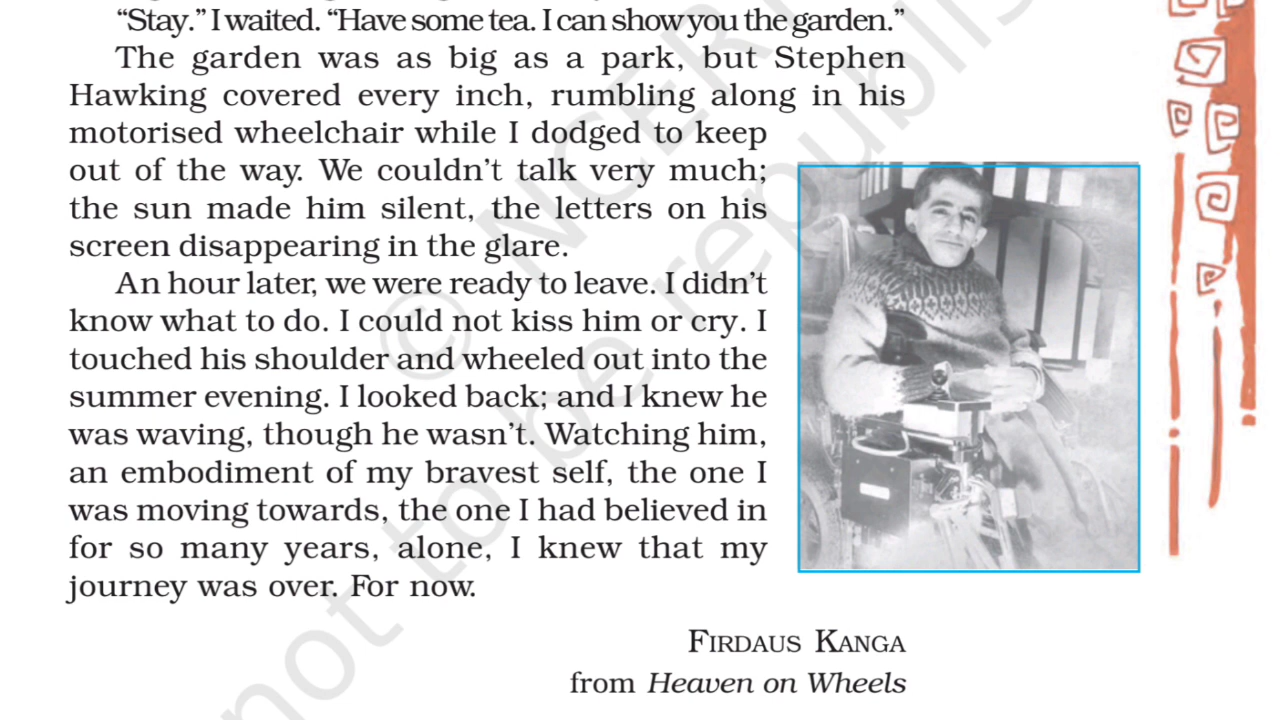 “Stay.” I waited. “Have some tea. I can show you the garden.”
The garden was as big as a park, but Stephen
Hawking covered every inch, rumbling along in his
motorised wheelchair while I dodged to keep
out of the way. We couldn’t talk very much;
the sun made him silent, the letters on his
screen disappearing in the glare.
An hour later, we were ready to leave. I didn’t
know what to do. I could not kiss him or cry. I
touched his shoulder and wheeled out into the
summer evening. I looked back; and I knew he
was waving, though he wasn’t. Watching him,
an embodiment of my bravest self, the one I
was moving towards, the one I had believed in
for so many years, alone, I knew that my
journey was over. For now.
FIRDAUS KANGA
from Heaven on Wheels
© NCERT
not to be republis